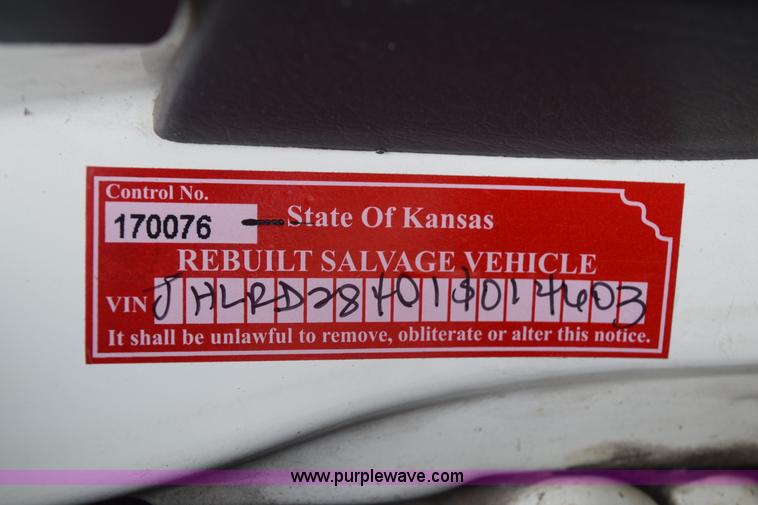 Control No.
170076 State Of Kansas
REBUILT SALVAGE VEHICLE
VIN JHLRD28401S014603
It shall be unlawful to remove, obliterate or alter this notice.
www.purplewave.com